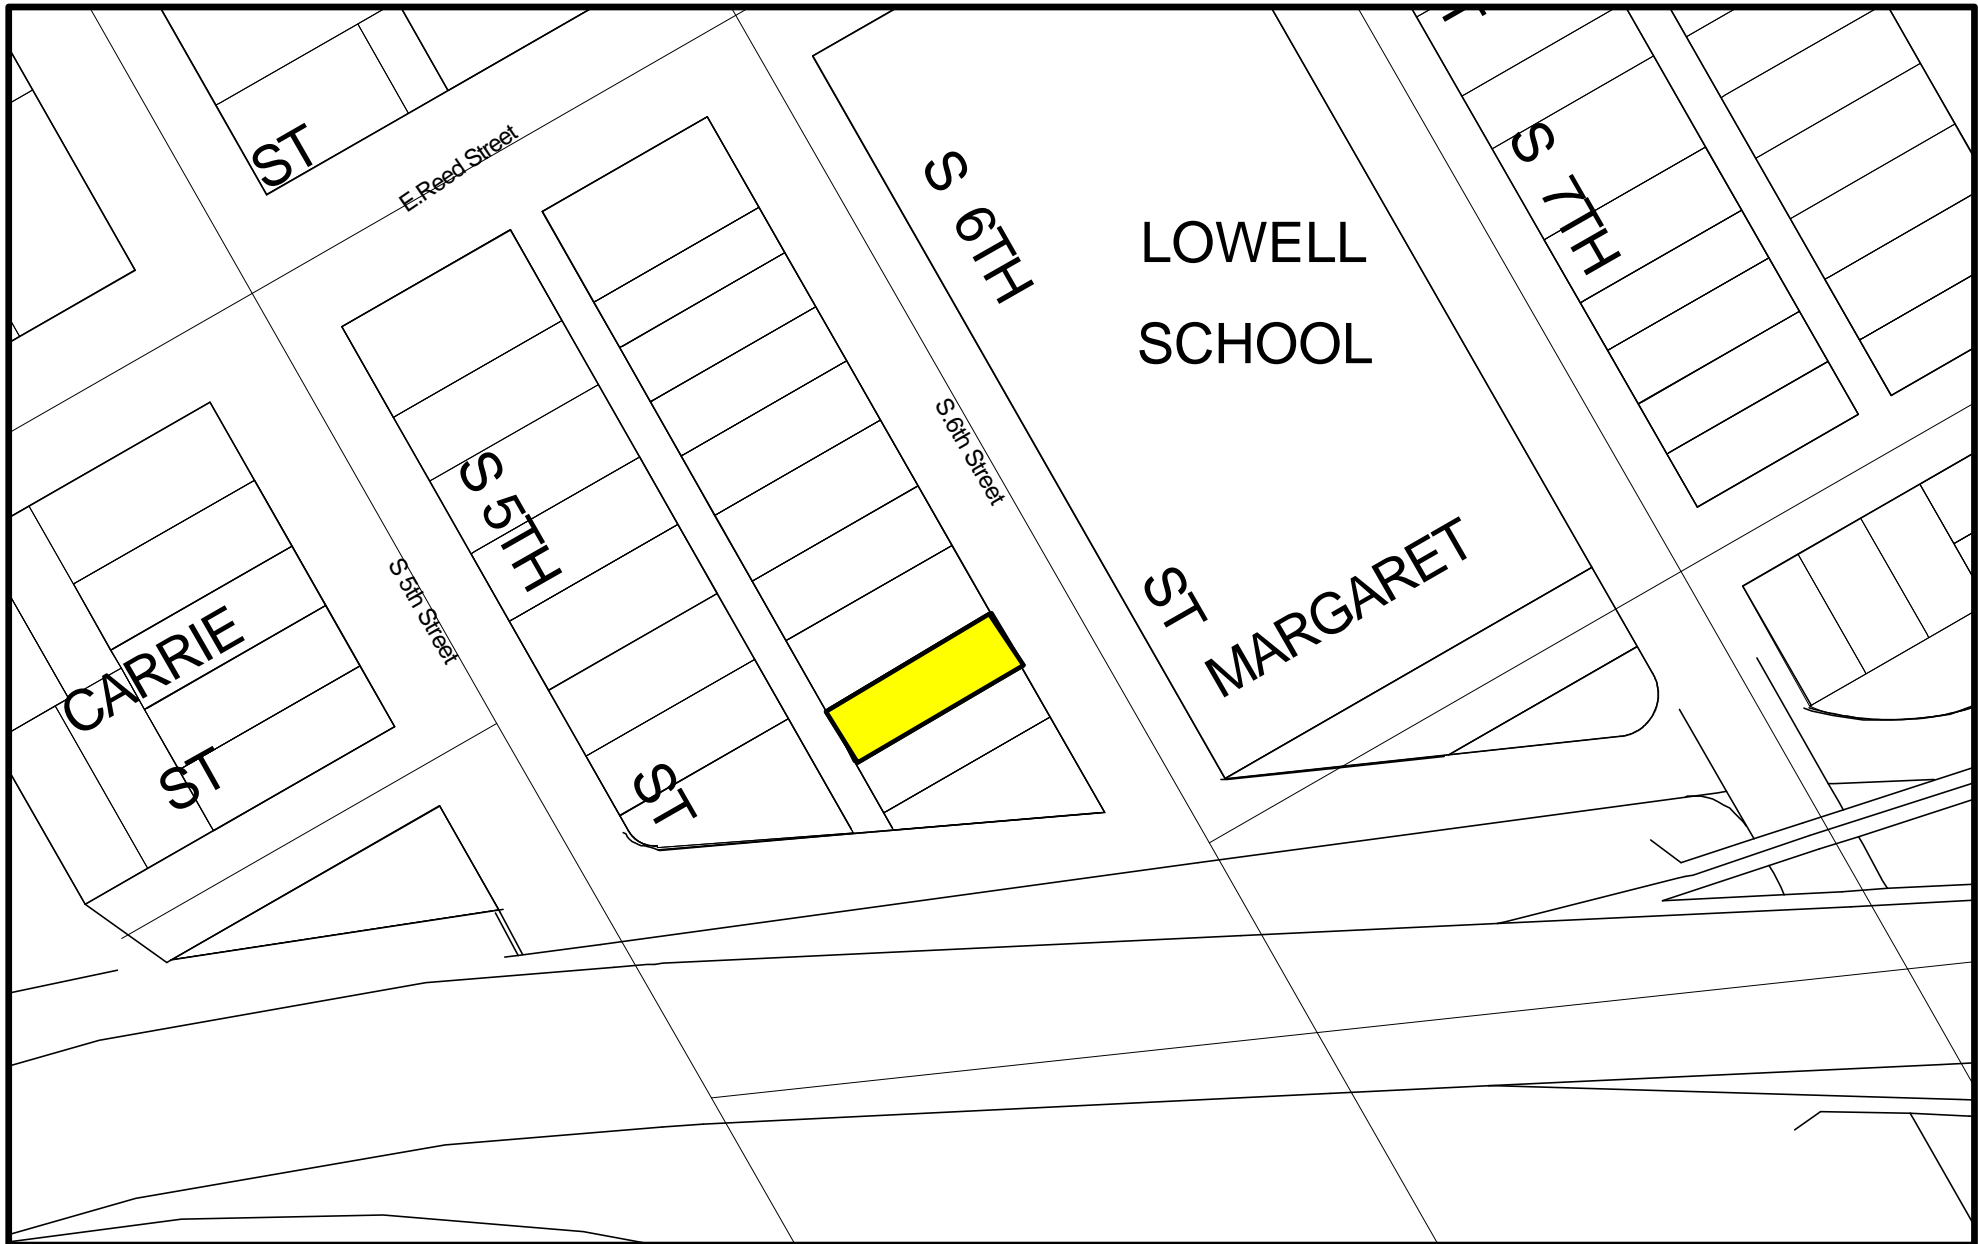 ST
E.Reed Street
S 6TH
ST
S 7TH
LOWELL
SCHOOL
S.6th Street
S 5TH
ST
S 5th Street
MARGARET
CARRIE
ST